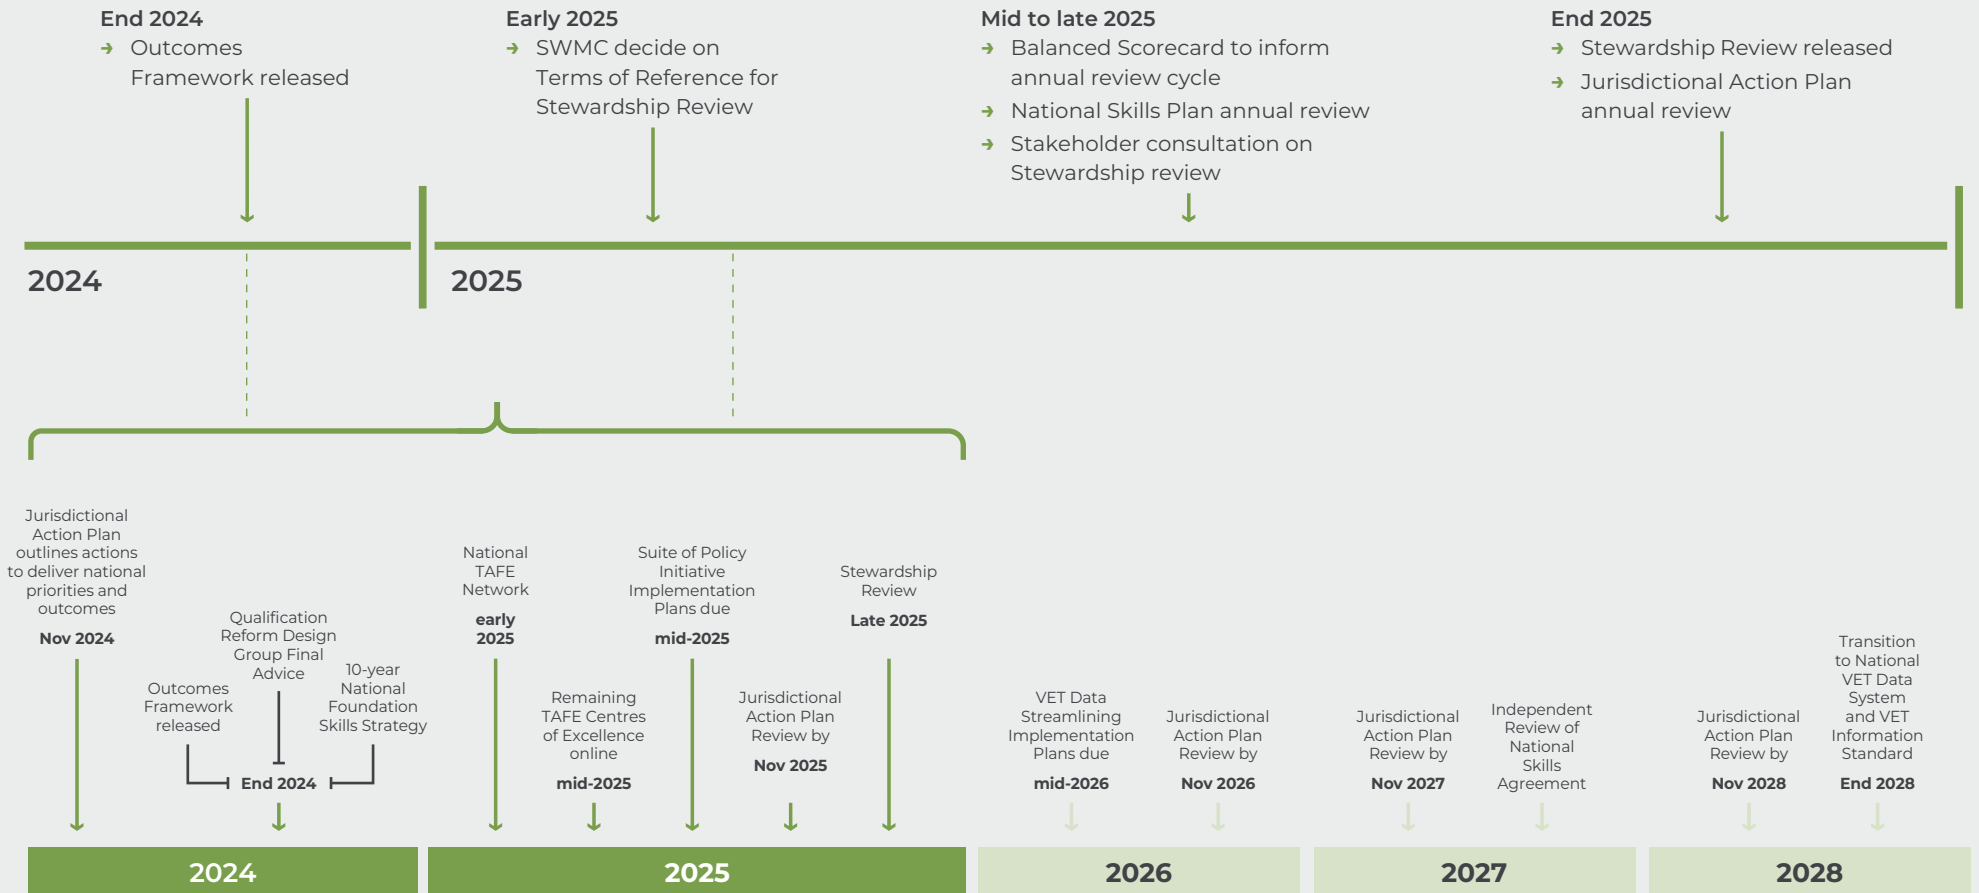 End 2024
→ Outcomes
Framework released
Early 2025
→ SWMC decide on
Terms of Reference for
Stewardship Review
Mid to late 2025
→ Balanced Scorecard to inform
annual review cycle
→ National Skills Plan annual review
→ Stakeholder consultation on
Stewardship review
End 2025
→ Stewardship Review released
→ Jurisdictional Action Plan
annual review
2024
2025
Jurisdictional
Action Plan
outlines actions
to deliver national
priorities and
outcomes
Nov 2024
Outcomes
Framework
released
Qualification
Reform Design
Group Final
Advice
10-year
National
Foundation
Skills Strategy
End 2024
National
TAFE
Network
early
2025
Remaining
TAFE Centres
of Excellence
online
mid-2025
Suite of Policy
Initiative
Implementation
Plans due
mid-2025
Jurisdictional
Action Plan
Review by
Nov 2025
Stewardship
Review
Late 2025
VET Data
Streamlining
Implementation
Plans due
mid-2026
Jurisdictional
Action Plan
Review by
Nov 2026
Jurisdictional
Action Plan
Review by
Nov 2027
Independent
Review of
National
Skills
Agreement
Jurisdictional
Action Plan
Review by
Nov 2028
Transition
to National
VET Data
System
and VET
Information
Standard
End 2028
2024
2025
2026
2027
2028